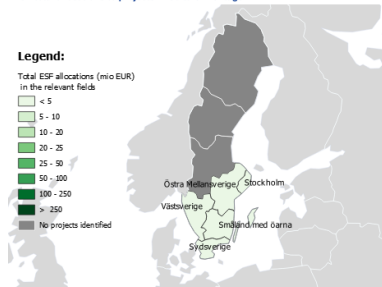 Legend:
Total ESF allocations (mio EUR)
in the relevant fields
< 5
5 - 10
10 - 20
20 - 25
25 - 50
50 - 100
100 - 250
> 250
No projects identified
Östra Mellansverige
Stockholm
Västsverige
Småland med öarna
Sydsverige